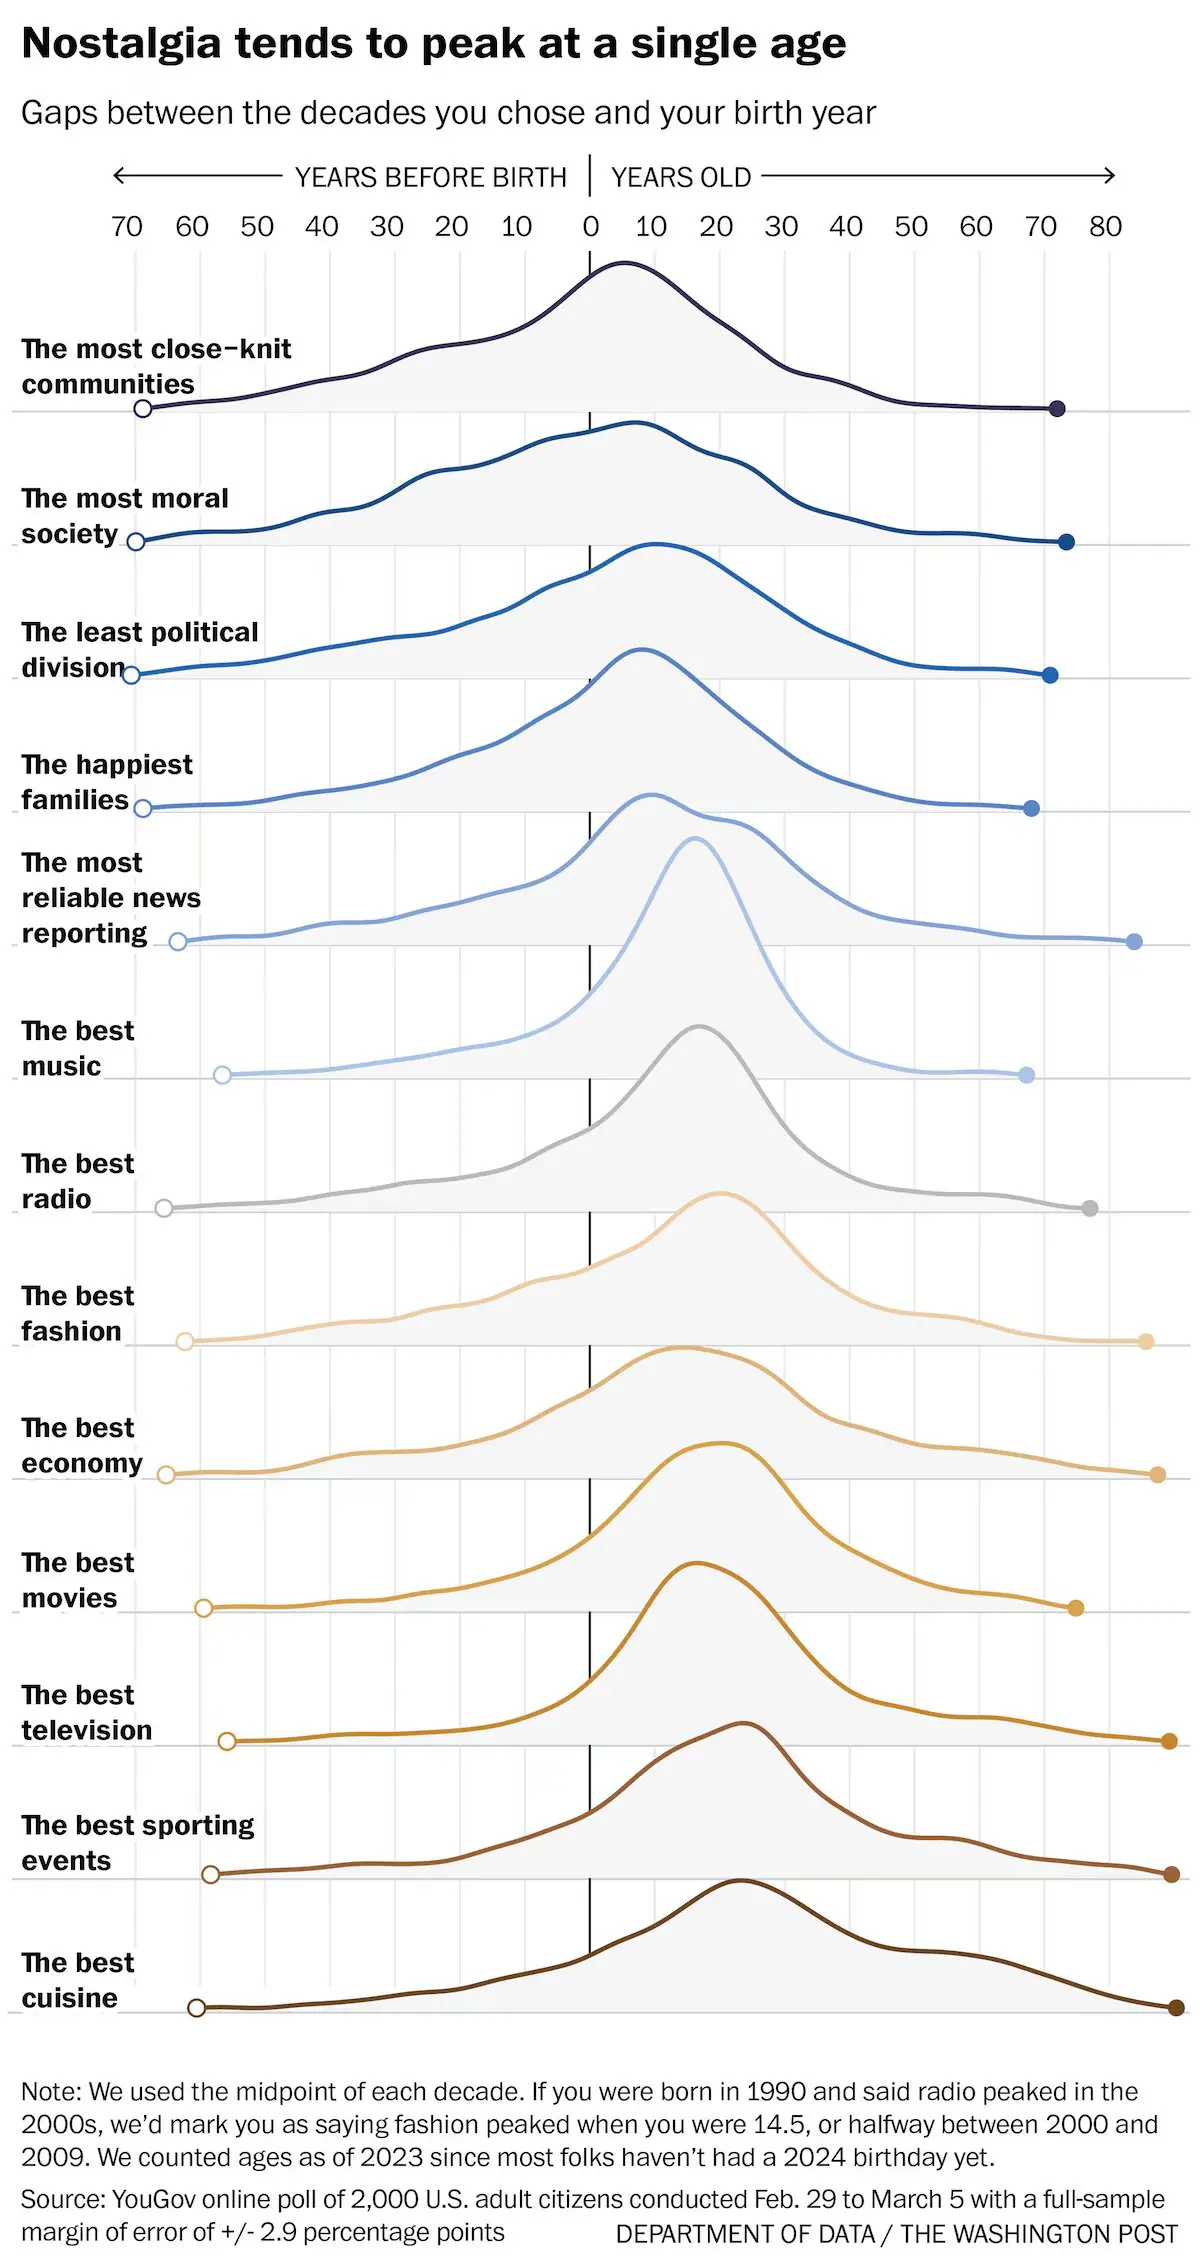 Nostalgia tends to peak at a single age
Gaps between the decades you chose and your birth year
YEARS BEFORE BIRTH YEARS OLD
70 60 50 40 30 20 10 0 10 20 30 40 50 60 70 80
The most close-knit
communities
The most moral
society
The least political
division
The happiest
families
The most
reliable news
reporting
The best
music
The best
radio
The best
fashion
The best
economy
The best
movies
The best
television
The best sporting
events
The best
cuisine
Note: We used the midpoint of each decade. If you were born in 1990 and said radio peaked in the
2000s, we’d mark you as saying fashion peaked when you were 14.5, or halfway between 2000 and
2009. We counted ages as of 2023 since most folks haven’t had a 2024 birthday yet.
Source: YouGov online poll of 2,000 U.S. adult citizens conducted Feb. 29 to March 5 with a full-sample
margin of error of +/- 2.9 percentage points
DEPARTMENT OF DATA / THE WASHINGTON POST